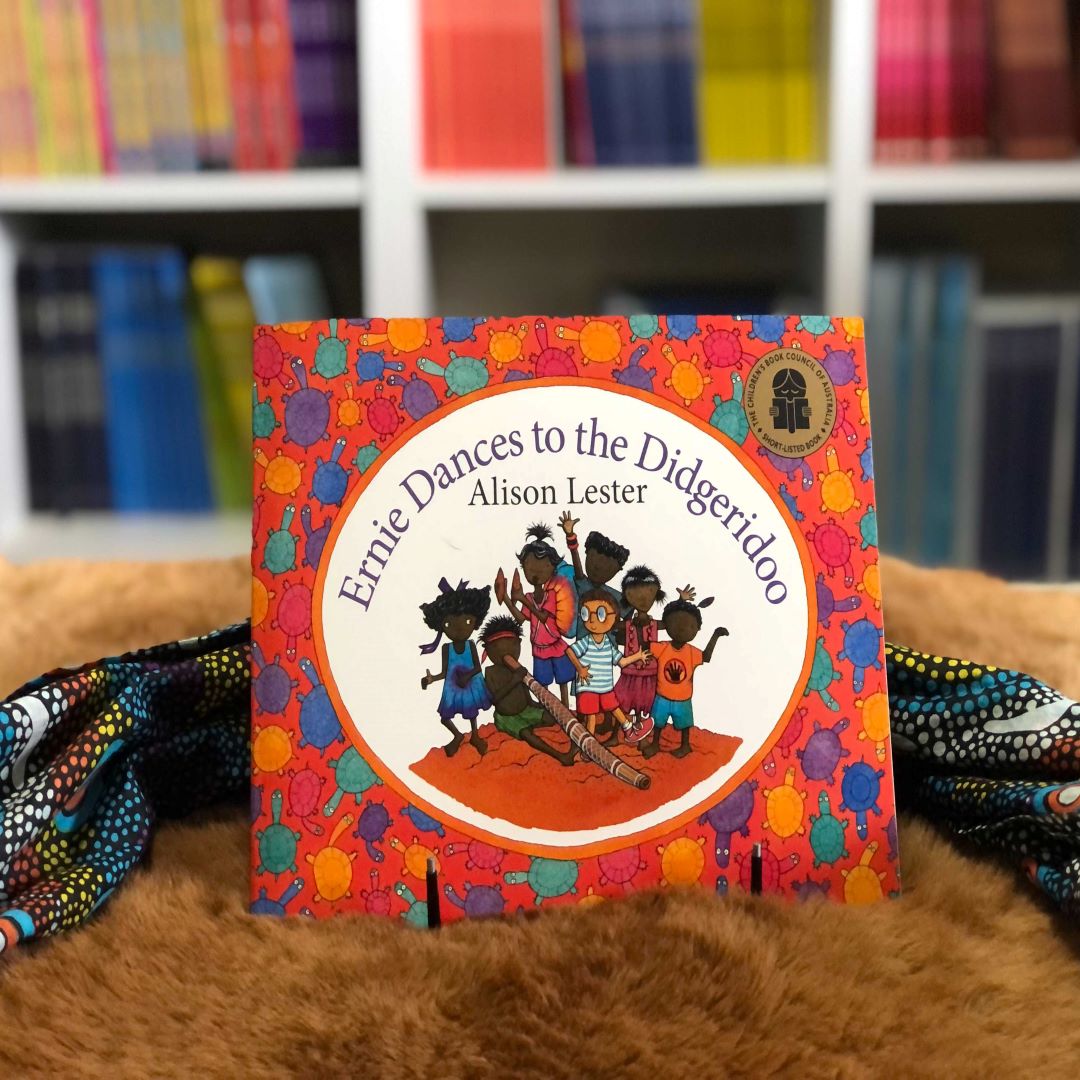 Ernie Dances to the Didgeridoo
Alison Lester
THE CHILDREN'S BOOK COUNCIL OF AUSTRALIA
SHORT-LISTED BOOK